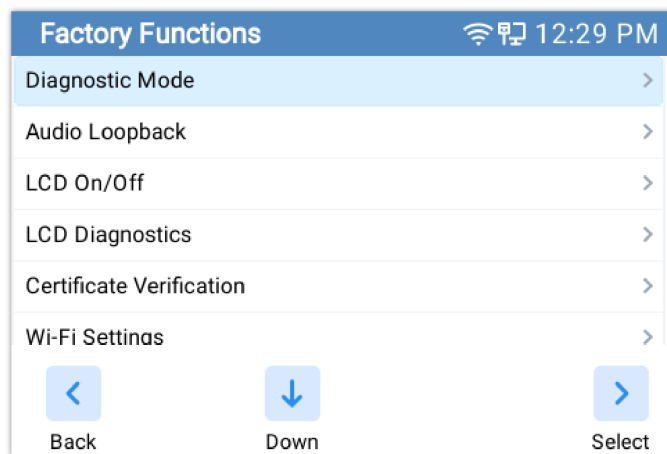 Factory Functions 12:29 PM
Diagnostic Mode
Audio Loopback
LCD On/Off
LCD Diagnostics
Certificate Verification
Wi-Fi Settings
Back Down Select